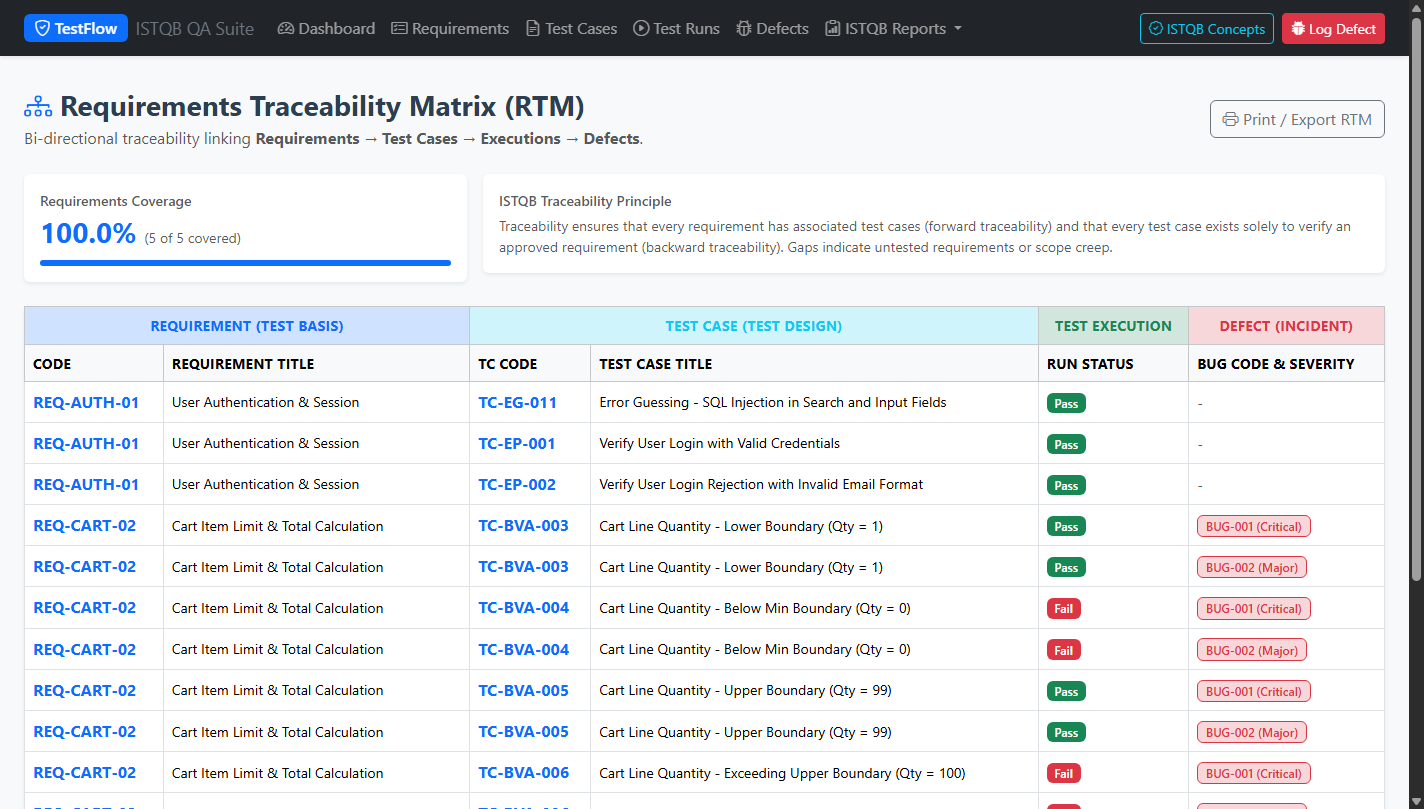 TestFlow ISTQB QA Suite Dashboard Requirements Test Cases Test Runs Defects ISTQB Reports ISTQB Concepts Log Defect
Requirements Traceability Matrix (RTM)
Bi-directional traceability linking Requirements → Test Cases → Executions → Defects.
Print / Export RTM
Requirements Coverage
100.0% (5 of 5 covered)
ISTQB Traceability Principle
Traceability ensures that every requirement has associated test cases (forward traceability) and that every test case exists solely to verify an
approved requirement (backward traceability). Gaps indicate untested requirements or scope creep.
REQUIREMENT (TEST BASIS) TEST CASE (TEST DESIGN) TEST EXECUTION DEFECT (INCIDENT)
CODE REQUIREMENT TITLE TC CODE TEST CASE TITLE RUN STATUS BUG CODE & SEVERITY
REQ-AUTH-01 User Authentication & Session TC-EG-011 Error Guessing - SQL Injection in Search and Input Fields Pass -
REQ-AUTH-01 User Authentication & Session TC-EP-001 Verify User Login with Valid Credentials Pass -
REQ-AUTH-01 User Authentication & Session TC-EP-002 Verify User Login Rejection with Invalid Email Format Pass -
REQ-CART-02 Cart Item Limit & Total Calculation TC-BVA-003 Cart Line Quantity - Lower Boundary (Qty = 1) Pass BUG-001 (Critical)
REQ-CART-02 Cart Item Limit & Total Calculation TC-BVA-003 Cart Line Quantity - Lower Boundary (Qty = 1) Pass BUG-002 (Major)
REQ-CART-02 Cart Item Limit & Total Calculation TC-BVA-004 Cart Line Quantity - Below Min Boundary (Qty = 0) Fail BUG-001 (Critical)
REQ-CART-02 Cart Item Limit & Total Calculation TC-BVA-004 Cart Line Quantity - Below Min Boundary (Qty = 0) Fail BUG-002 (Major)
REQ-CART-02 Cart Item Limit & Total Calculation TC-BVA-005 Cart Line Quantity - Upper Boundary (Qty = 99) Pass BUG-001 (Critical)
REQ-CART-02 Cart Item Limit & Total Calculation TC-BVA-005 Cart Line Quantity - Upper Boundary (Qty = 99) Pass BUG-002 (Major)
REQ-CART-02 Cart Item Limit & Total Calculation TC-BVA-006 Cart Line Quantity - Exceeding Upper Boundary (Qty = 100) Fail BUG-001 (Critical)